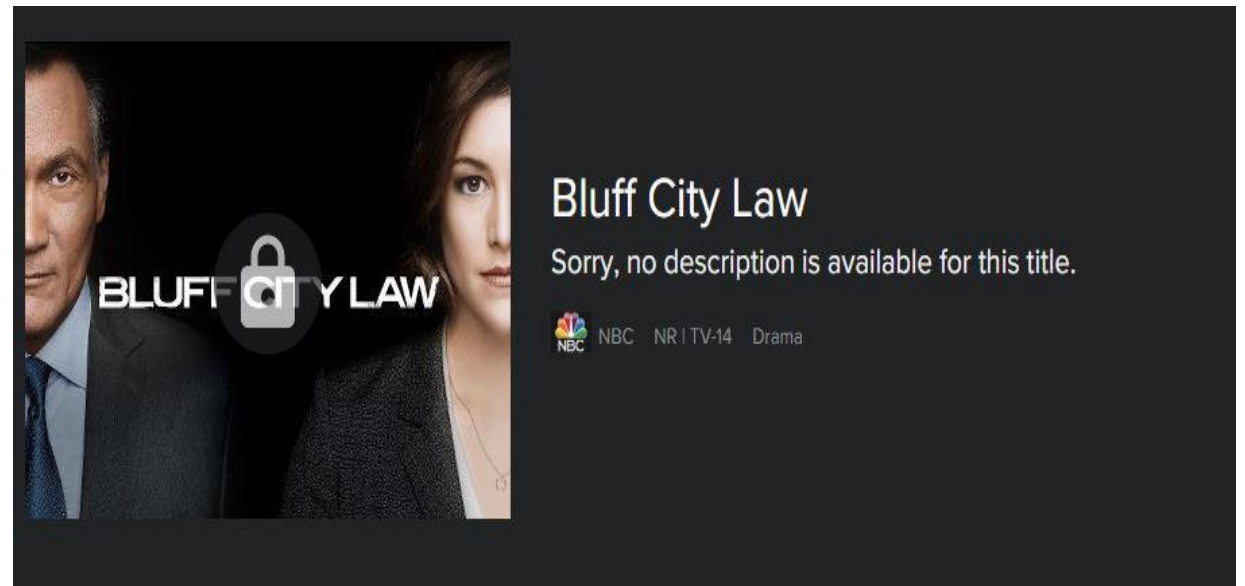 BLUFF CITY LAW
Bluff City Law
Sorry, no description is available for this title.
NBC NBC NR | TV-14 Drama